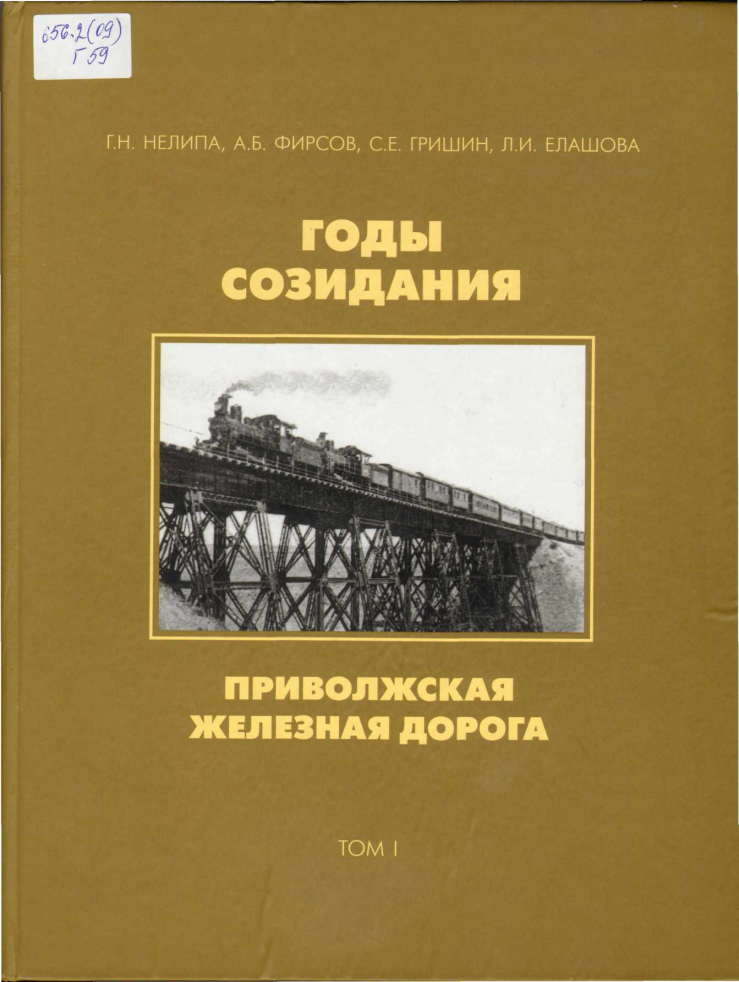 656.2(09)
Г59
Г.Н. НЕЛИПА, А.Б. ФИРСОВ, С.Е. ГРИШИН, Л.И. ЕЛАШОВА
ГОДЫ
СОЗИДАНИЯ
ПРИВОЛЖСКАЯ
ЖЕЛЕЗНАЯ ДОРОГА
ТОМ I